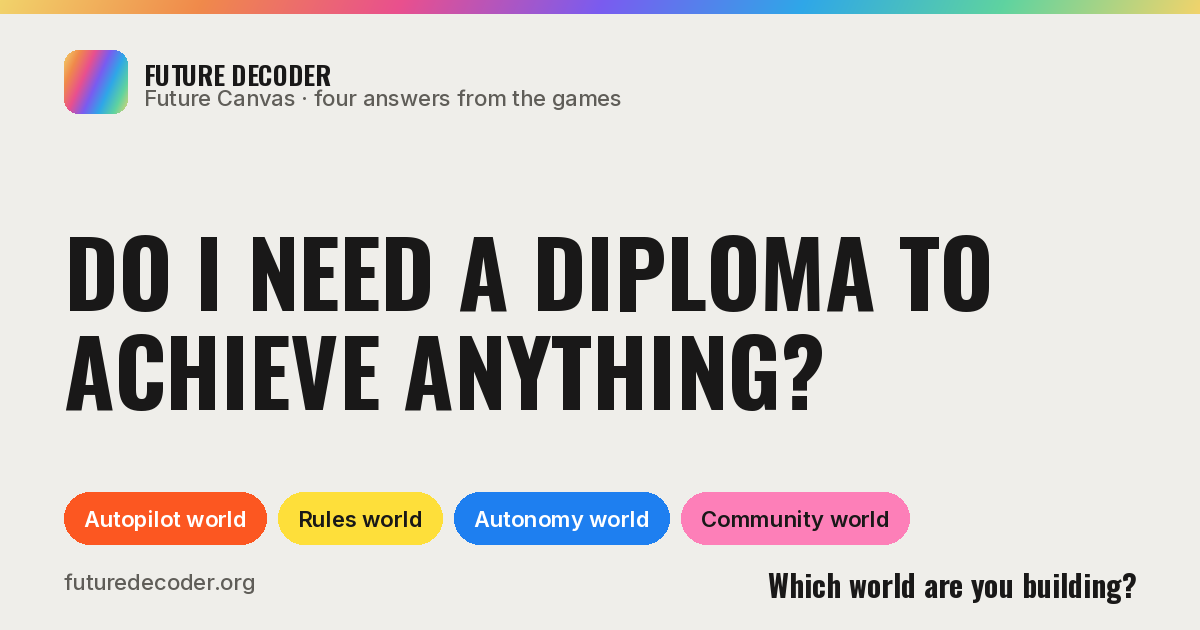 FUTURE DECODER
Future Canvas · four answers from the games
DO I NEED A DIPLOMA TO
ACHIEVE ANYTHING?
Autopilot world
Rules world
Autonomy world
Community world
futuredecoder.org
Which world are you building?